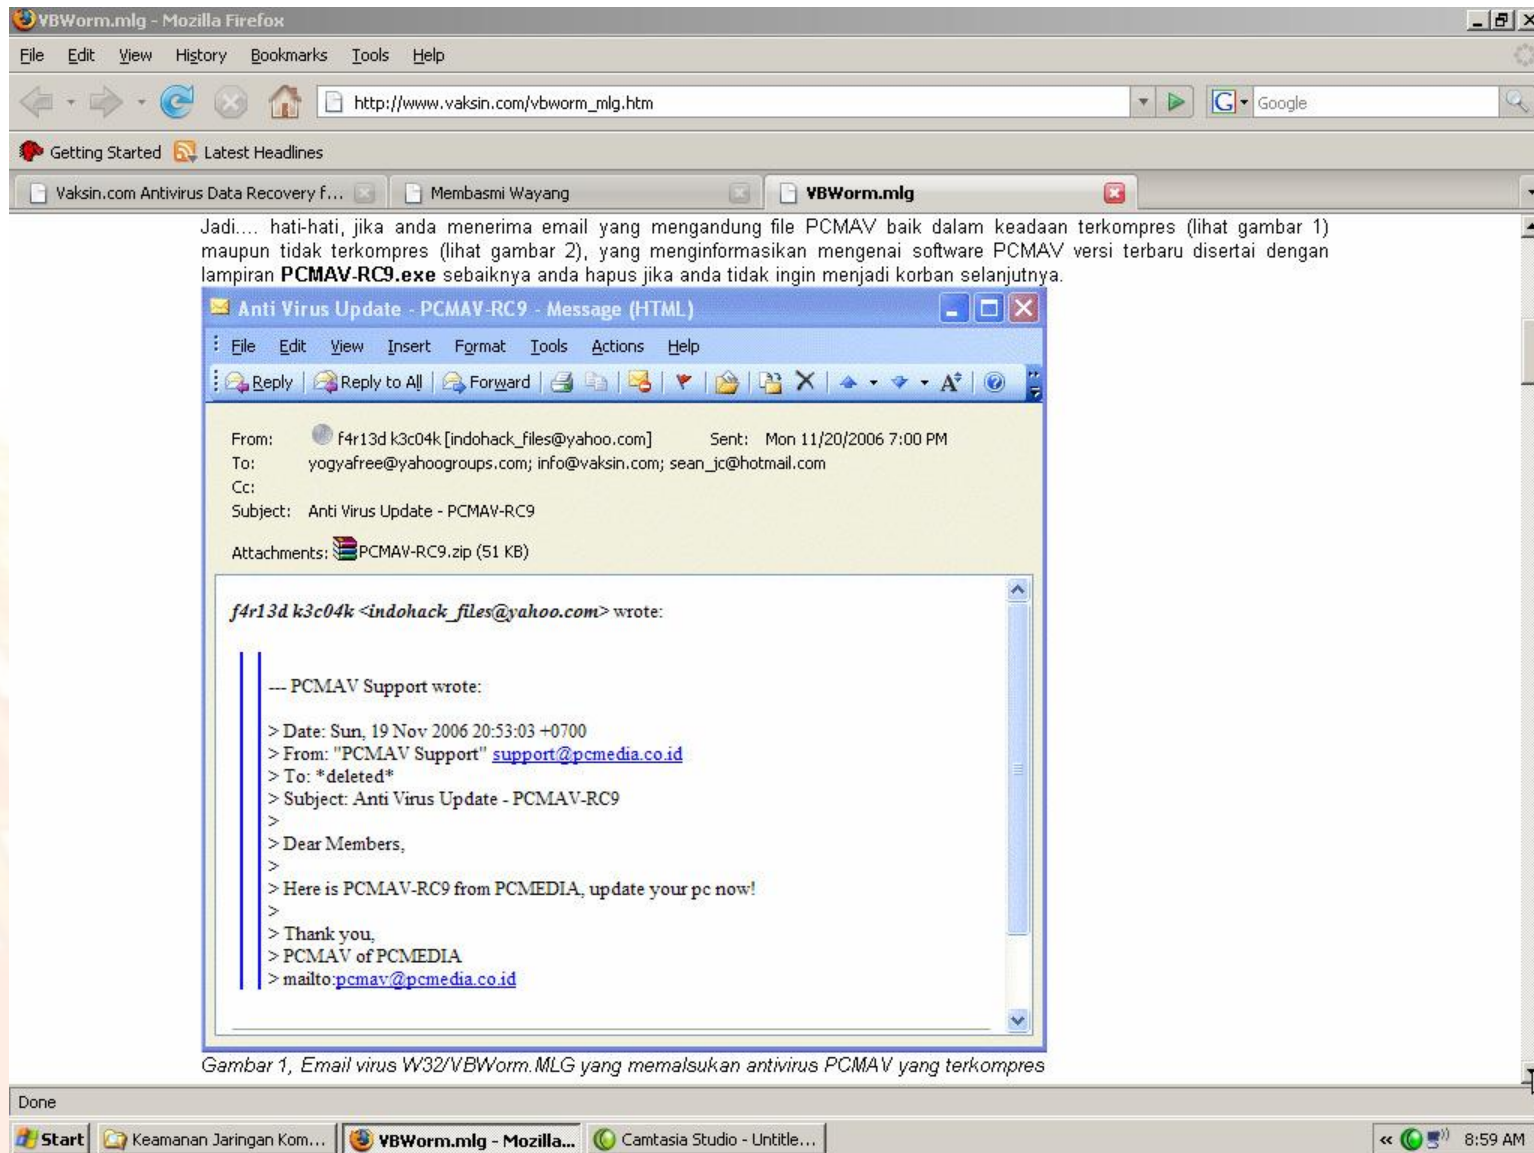 VBWorm.mlg - Mozilla Firefox
File Edit View History Bookmarks Tools Help
http://www.vaksin.com/vbworm_mlg.htm
G Google
Getting Started Latest Headlines
Vaksin.com Antivirus Data Recovery f... Membasmi Wayang VBWorm.mlg
Jadi.... hati-hati, jika anda menerima email yang mengandung file PCMAV baik dalam keadaan terkompres (lihat gambar 1)
maupun tidak terkompres (lihat gambar 2), yang menginformasikan mengenai software PCMAV versi terbaru disertai dengan
lampiran PCMAV-RC9.exe sebaiknya anda hapus jika anda tidak ingin menjadi korban selanjutnya.
Anti Virus Update - PCMAV-RC9 - Message (HTML)
File Edit View Insert Format Tools Actions Help
Reply Reply to All Forward A
From: f4r13d k3c04k [indohack_files@yahoo.com] Sent: Mon 11/20/2006 7:00 PM
To: yogyafree@yahoogroups.com; info@vaksin.com; sean_jc@hotmail.com
Cc:
Subject: Anti Virus Update - PCMAV-RC9
Attachments: PCMAV-RC9.zip (51 KB)
f4r13d k3c04k <indohack_files@yahoo.com> wrote:
--- PCMAV Support wrote:
> Date: Sun, 19 Nov 2006 20:53:03 +0700
> From: "PCMAV Support" support@pcmedia.co.id
> To: *deleted*
> Subject: Anti Virus Update - PCMAV-RC9
>
> Dear Members,
>
> Here is PCMAV-RC9 from PCMEDIA, update your pc now!
>
> Thank you,
> PCMAV of PCMEDIA
> mailto:pcmav@pcmedia.co.id
Gambar 1, Email virus W32/VBWorm.MLG yang memalsukan antivirus PCMAV yang terkompres
Done
Start Keamanan Jaringan Kom... VBWorm.mlg - Mozilla... Camtasia Studio - Untitle... « 8:59 AM